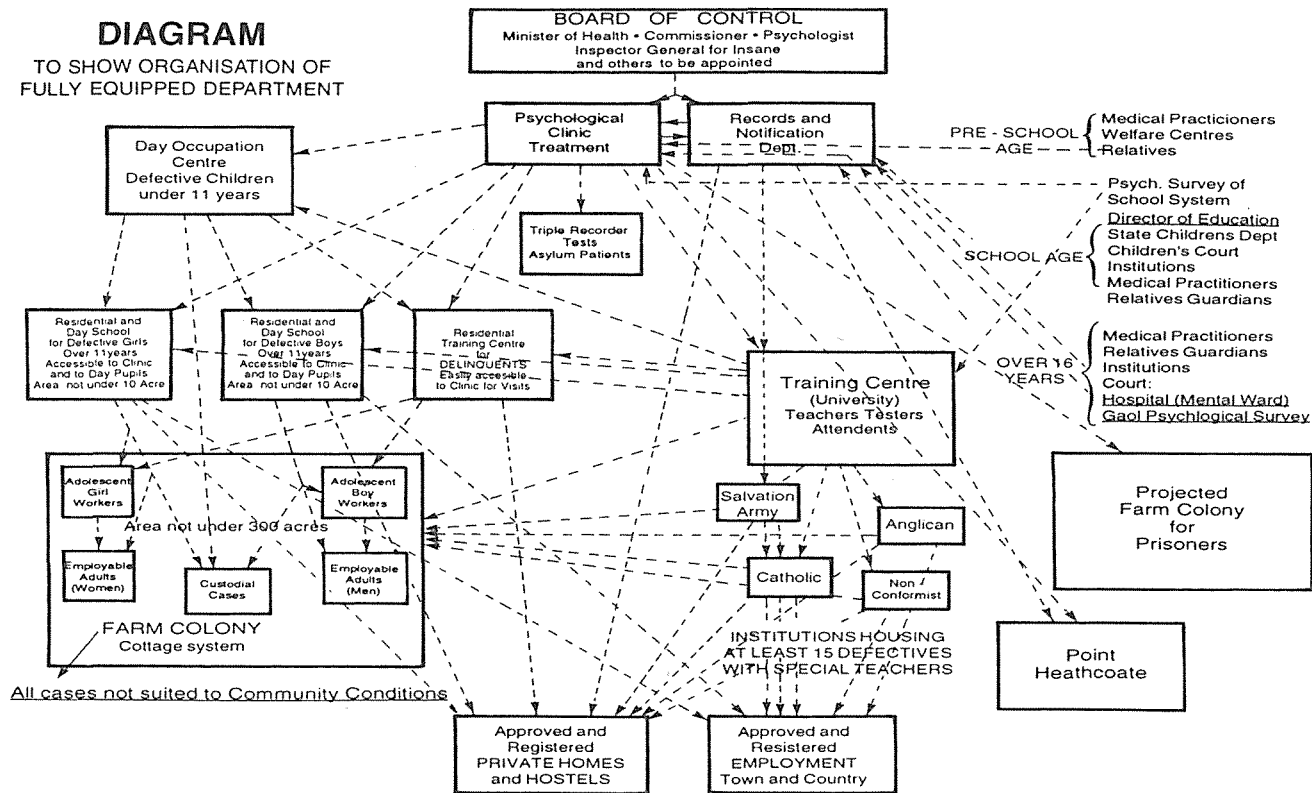 DIAGRAM
TO SHOW ORGANISATION OF
FULLY EQUIPPED DEPARTMENT
BOARD OF CONTROL
Minister of Health • Commissioner • Psychologist
Inspector General for Insane
and others to be appointed
Psychological
Clinic
Treatment
Records and
Notification
Dept.
PRE - SCHOOL
AGE
Medical Practicioners
Welfare Centres
Relatives
Day Occupation
Centre
Defective Children
under 11 years
Psych. Survey of
School System
Director of Education
SCHOOL AGE
State Childrens Dept
Children's Court
Institutions
Medical Practitioners
Relatives Guardians
Triple Recorder
Tests
Asylum Patients
Residential and
Day School
for Defective Girls
Over 11years
Accessible to Clinic
and to Day Pupils
Area not under 10 Acre
Residential and
Day School
for Defective Boys
Over 11years
Accessible to Clinic
and to Day Pupils
Area not under 10 Acre
Residential
Training Centre
for
DELINQUENTS
Easily accessible
to Clinic for Visits
OVER 16
YEARS
Medical Practitioners
Relatives Guardians
Institutions
Court:
Hospital (Mental Ward)
Gaol Psychlogical Survey
Training Centre
(University)
Teachers Testers
Attendents
Adolescent
Girl
Workers
Adolescent
Boy
Workers
Area not under 300 acres
Employable
Adults
(Women)
Custodial
Cases
Employable
Adults
(Men)
FARM COLONY
Cottage system
All cases not suited to Community Conditions
Salvation
Army
Anglican
Catholic
Non
Conformist
INSTITUTIONS HOUSING
AT LEAST 15 DEFECTIVES
WITH SPECIAL TEACHERS
Projected
Farm Colony
for
Prisoners
Point
Heathcoate
Approved and
Registered
PRIVATE HOMES
and HOSTELS
Approved and
Resistered
EMPLOYMENT
Town and Country